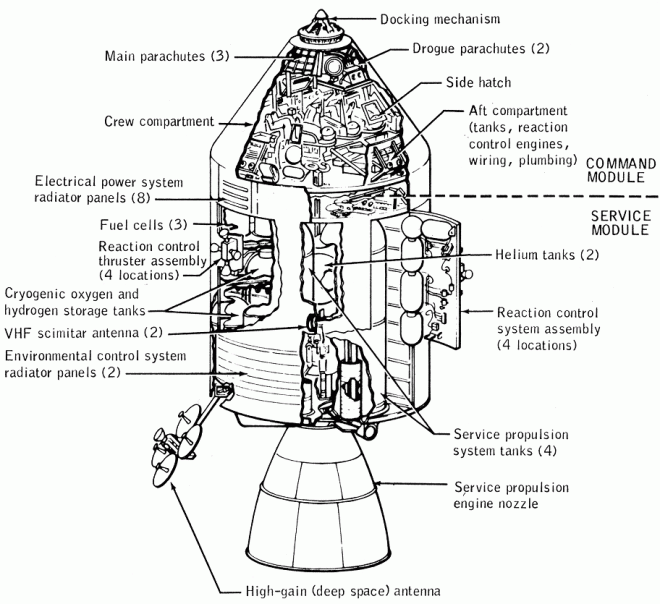 Docking mechanism
Main parachutes (3)
Drogue parachutes (2)
Side hatch
Crew compartment
Aft compartment
(tanks, reaction
control engines,
wiring, plumbing)
COMMAND
MODULE
SERVICE
MODULE
Electrical power system
radiator panels (8)
Fuel cells (3)
Reaction control
thruster assembly
(4 locations)
Helium tanks (2)
Cryogenic oxygen and
hydrogen storage tanks
VHF scimitar antenna (2)
Reaction control
system assembly
(4 locations)
Environmental control system
radiator panels (2)
Service propulsion
system tanks (4)
Service propulsion
engine nozzle
High-gain (deep space) antenna